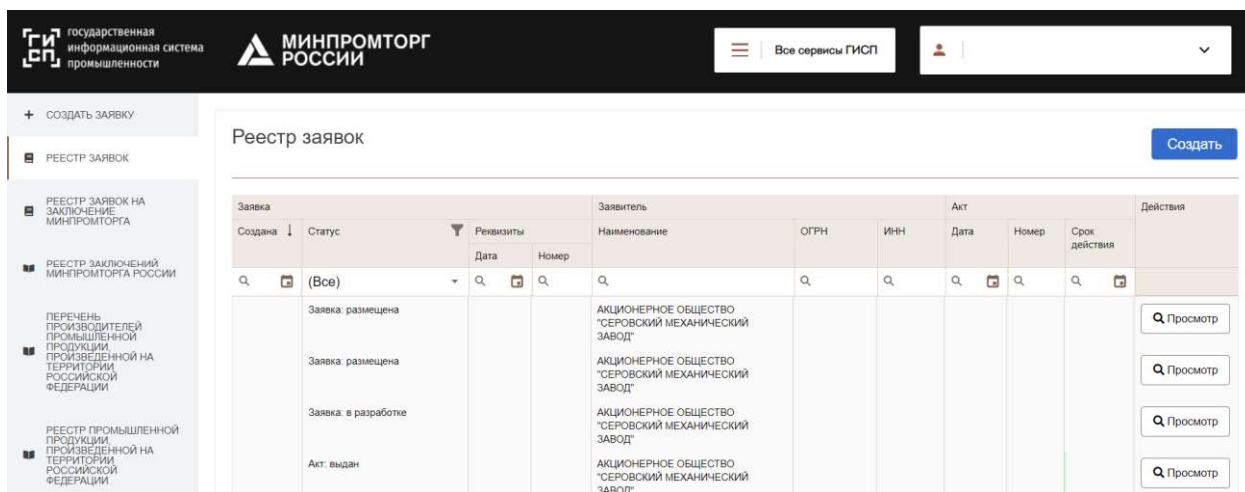 государственная
информационная система
промышленности
ГИСП
МИНПРОМТОРГ
РОССИИ
Все сервисы ГИСП
СОЗДАТЬ ЗАЯВКУ
РЕЕСТР ЗАЯВОК
РЕЕСТР ЗАЯВОК НА
ЗАКЛЮЧЕНИЕ
МИНПРОМТОРГА
РЕЕСТР ЗАКЛЮЧЕНИЙ
МИНПРОМТОРГА РОССИИ
ПЕРЕЧЕНЬ
ПРОИЗВОДИТЕЛЕЙ
ПРОМЫШЛЕННОЙ
ПРОДУКЦИИ,
ПРОИЗВЕДЕННОЙ НА
ТЕРРИТОРИИ
РОССИЙСКОЙ
ФЕДЕРАЦИИ
РЕЕСТР ПРОМЫШЛЕННОЙ
ПРОДУКЦИИ,
ПРОИЗВЕДЕННОЙ НА
ТЕРРИТОРИИ
РОССИЙСКОЙ
ФЕДЕРАЦИИ
Реестр заявок
Создать
Заявка Заявитель Акт Действия
Создана Статус Реквизиты Наименование ОГРН ИНН Дата Номер Срок
действия
Дата Номер
(Все)
Заявка: размещена АКЦИОНЕРНОЕ ОБЩЕСТВО
"СЕРОВСКИЙ МЕХАНИЧЕСКИЙ
ЗАВОД"
Просмотр
Заявка: размещена АКЦИОНЕРНОЕ ОБЩЕСТВО
"СЕРОВСКИЙ МЕХАНИЧЕСКИЙ
ЗАВОД"
Просмотр
Заявка: в разработке АКЦИОНЕРНОЕ ОБЩЕСТВО
"СЕРОВСКИЙ МЕХАНИЧЕСКИЙ
ЗАВОД"
Просмотр
Акт: выдан АКЦИОНЕРНОЕ ОБЩЕСТВО
"СЕРОВСКИЙ МЕХАНИЧЕСКИЙ
ЗАВОД"
Просмотр